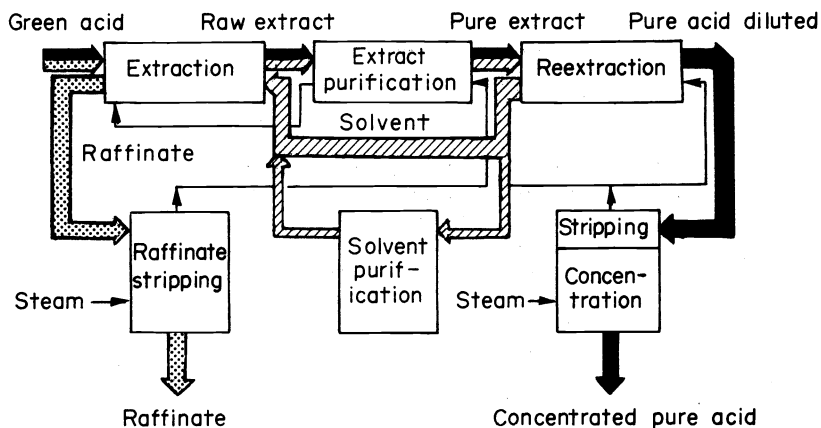 Green acid
Raw extract
Pure extract
Pure acid diluted
Extraction
Extract
purification
Reextraction
Solvent
Raffinate
Raffinate
stripping
Solvent
purif-
ication
Stripping
Concen-
tration
Steam
Steam
Raffinate
Concentrated pure acid